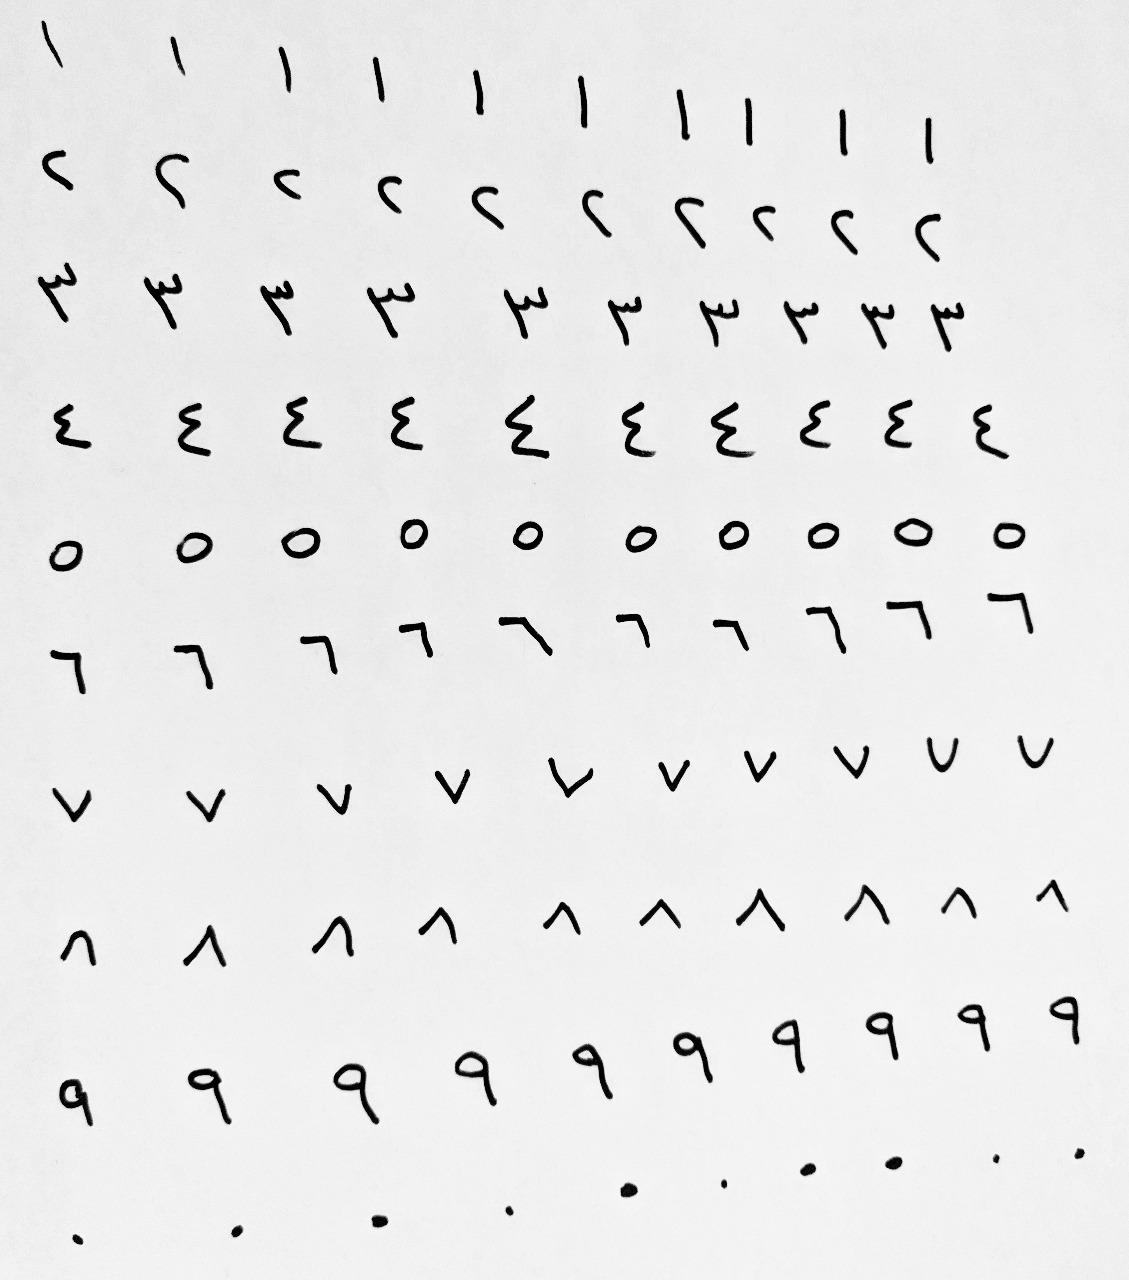 ١ ١ ١ ١ ١ ١ ١ ١ ١ ١
٢ ٢ ٢ ٢ ٢ ٢ ٢ ٢ ٢ ٢
٣ ٣ ٣ ٣ ٣ ٣ ٣ ٣ ٣ ٣
٤ ٤ ٤ ٤ ٤ ٤ ٤ ٤ ٤ ٤
٥ ٥ ٥ ٥ ٥ ٥ ٥ ٥ ٥ ٥
٦ ٦ ٦ ٦ ٦ ٦ ٦ ٦ ٦ ٦
٧ ٧ ٧ ٧ ٧ ٧ ٧ ٧ ٧ ٧
٨ ٨ ٨ ٨ ٨ ٨ ٨ ٨ ٨ ٨
٩ ٩ ٩ ٩ ٩ ٩ ٩ ٩ ٩ ٩
٠ ٠ ٠ ٠ ٠ ٠ ٠ ٠ ٠